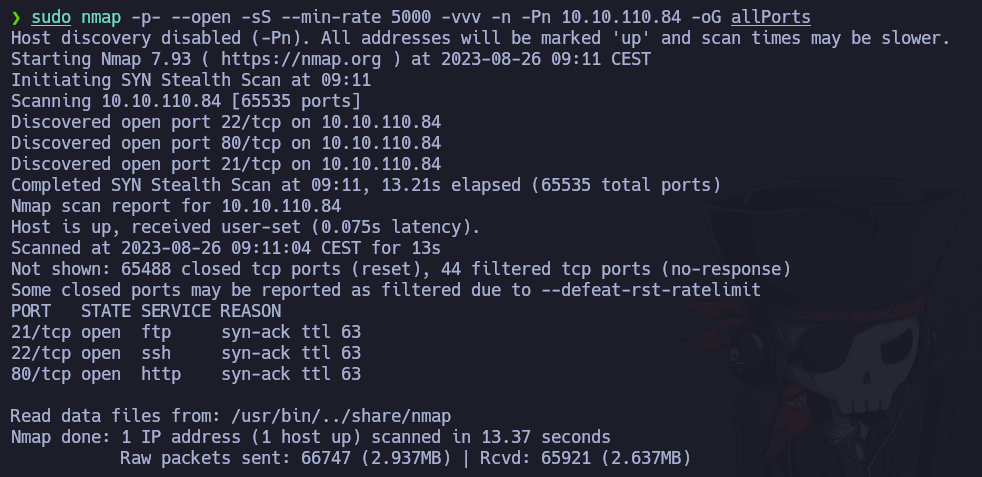 ❯ sudo nmap -p- --open -sS --min-rate 5000 -vvv -n -Pn 10.10.110.84 -oG allPorts
Host discovery disabled (-Pn). All addresses will be marked 'up' and scan times may be slower.
Starting Nmap 7.93 ( https://nmap.org ) at 2023-08-26 09:11 CEST
Initiating SYN Stealth Scan at 09:11
Scanning 10.10.110.84 [65535 ports]
Discovered open port 22/tcp on 10.10.110.84
Discovered open port 80/tcp on 10.10.110.84
Discovered open port 21/tcp on 10.10.110.84
Completed SYN Stealth Scan at 09:11, 13.21s elapsed (65535 total ports)
Nmap scan report for 10.10.110.84
Host is up, received user-set (0.075s latency).
Scanned at 2023-08-26 09:11:04 CEST for 13s
Not shown: 65488 closed tcp ports (reset), 44 filtered tcp ports (no-response)
Some closed ports may be reported as filtered due to --defeat-rst-ratelimit
PORT   STATE SERVICE REASON
21/tcp open  ftp     syn-ack ttl 63
22/tcp open  ssh     syn-ack ttl 63
80/tcp open  http    syn-ack ttl 63
Read data files from: /usr/bin/../share/nmap
Nmap done: 1 IP address (1 host up) scanned in 13.37 seconds
Raw packets sent: 66747 (2.937MB) | Rcvd: 65921 (2.637MB)